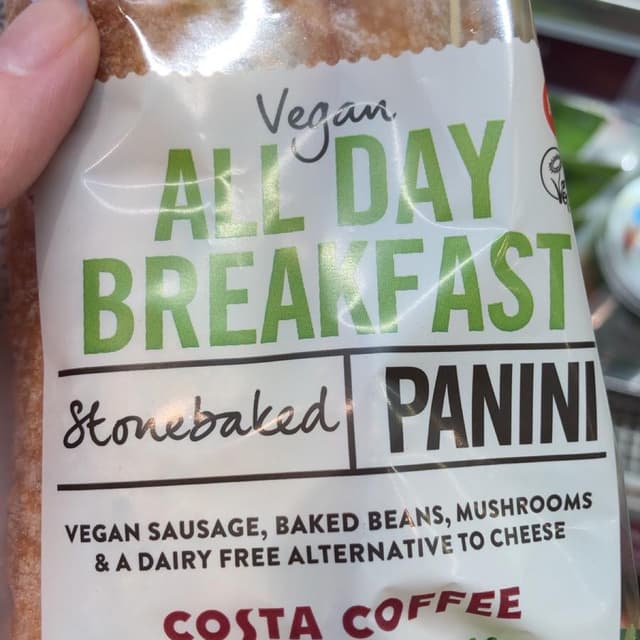 Vegan
ALL DAY
BREAKFAST
Stonebaked PANINI
VEGAN SAUSAGE, BAKED BEANS, MUSHROOMS
& A DAIRY FREE ALTERNATIVE TO CHEESE
COSTA COFFEE